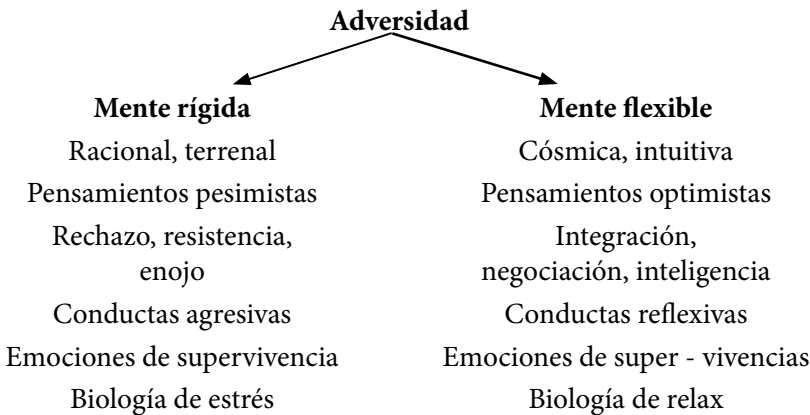 Adversidad
Mente rígida
Racional, terrenal
Pensamientos pesimistas
Rechazo, resistencia,
enojo
Conductas agresivas
Emociones de supervivencia
Biología de estrés
Mente flexible
Cósmica, intuitiva
Pensamientos optimistas
Integración,
negociación, inteligencia
Conductas reflexivas
Emociones de super - vivencias
Biología de relax